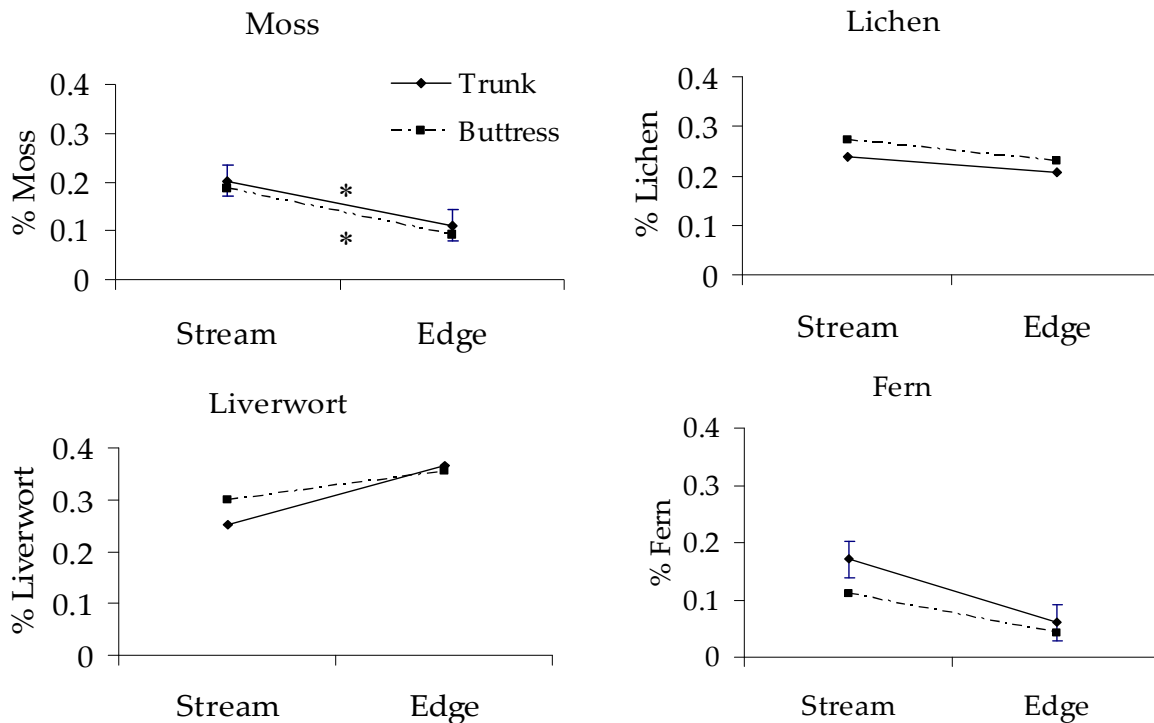 Moss
0.4
0.3
0.2
0.1
0
% Moss
Trunk
Buttress
*
*
Stream Edge
Lichen
0.4
0.3
0.2
0.1
0
% Lichen
Stream Edge
Liverwort
0.4
0.3
0.2
0.1
0
% Liverwort
Stream Edge
Fern
0.4
0.3
0.2
0.1
0
% Fern
Stream Edge